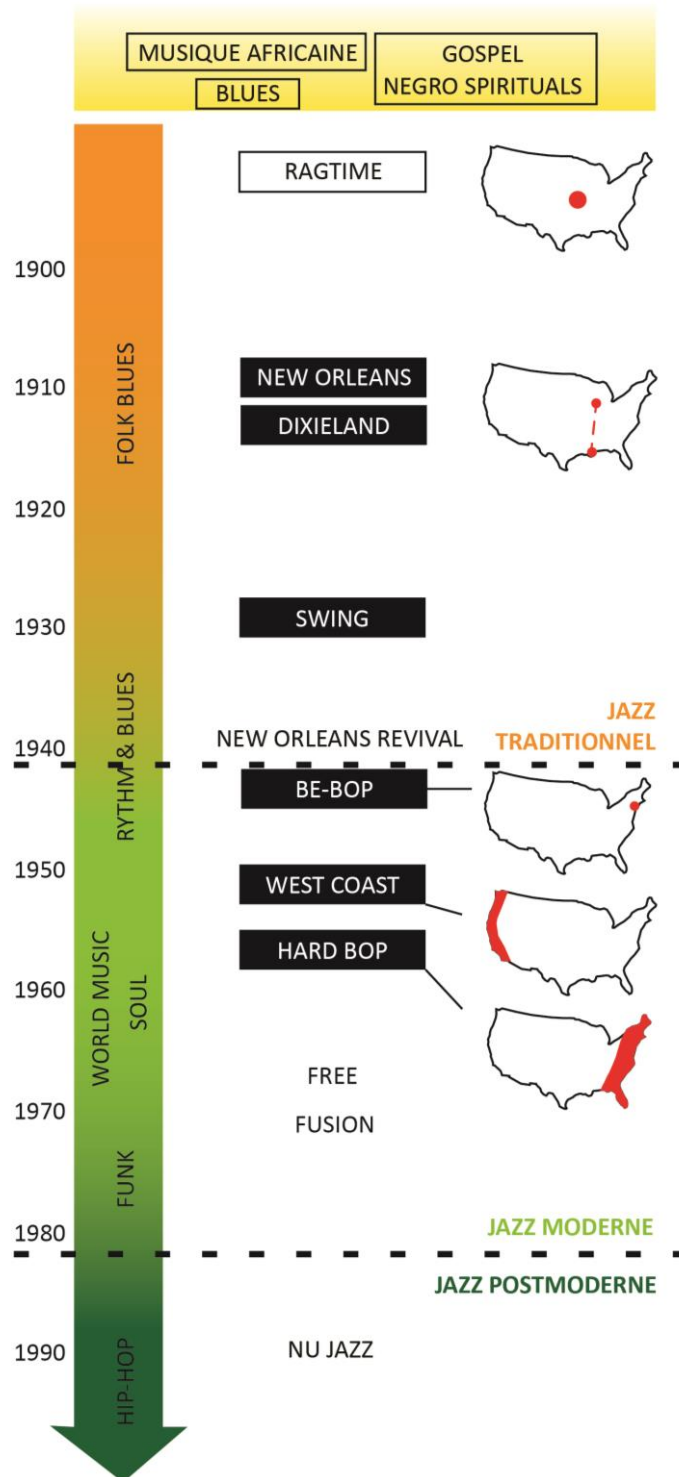 MUSIQUE AFRICAINE
BLUES
GOSPEL
NEGRO SPIRITUALS
RAGTIME
1900
NEW ORLEANS
1910
FOLK BLUES
DIXIELAND
1920
SWING
1930
JAZZ
TRADITIONNEL
NEW ORLEANS REVIVAL
1940
RYTHM & BLUES
BE-BOP
1950
WEST COAST
HARD BOP
WORLD MUSIC
SOUL
1960
FREE
1970
FUSION
FUNK
1980
JAZZ MODERNE
JAZZ POSTMODERNE
1990
NU JAZZ
HIP-HOP